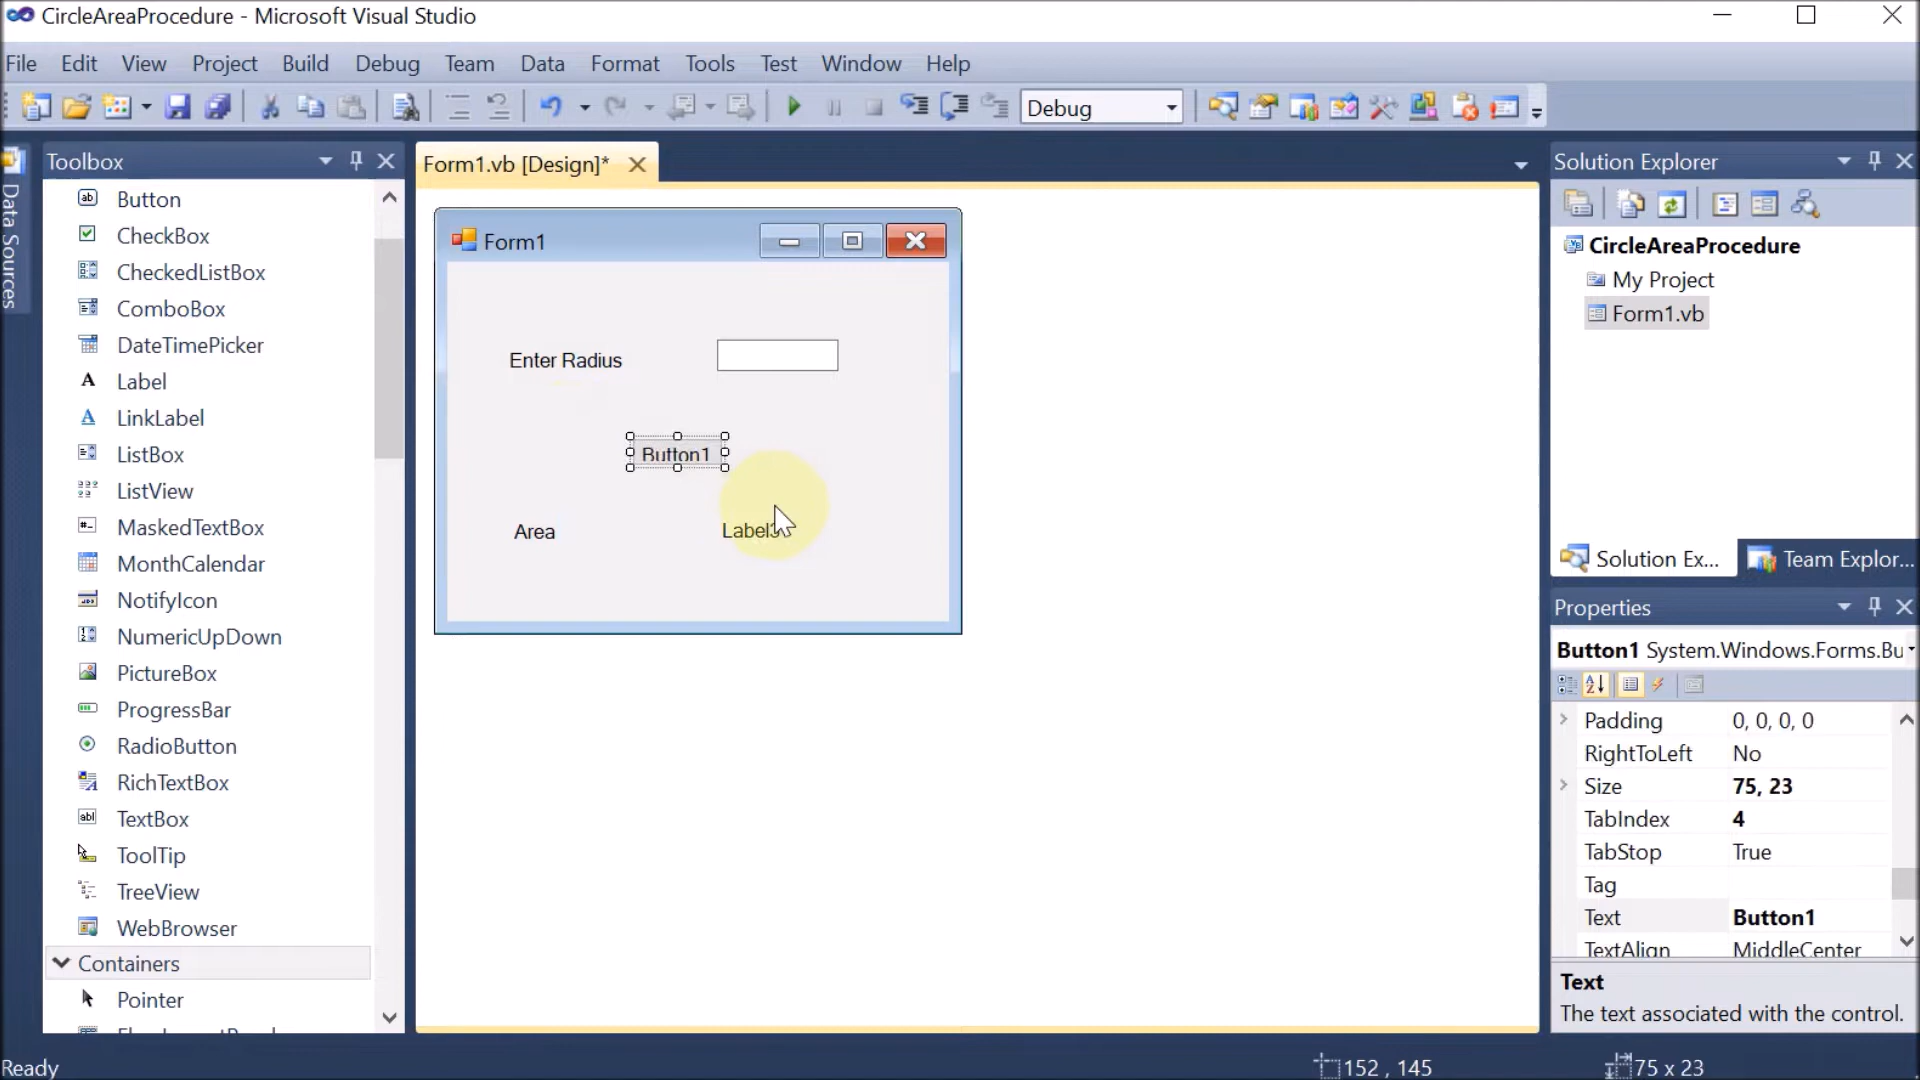 CircleAreaProcedure - Microsoft Visual Studio
File Edit View Project Build Debug Team Data Format Tools Test Window Help
Debug
Data Sources
Toolbox
Button
CheckBox
CheckedListBox
ComboBox
DateTimePicker
Label
LinkLabel
ListBox
ListView
MaskedTextBox
MonthCalendar
NotifyIcon
NumericUpDown
PictureBox
ProgressBar
RadioButton
RichTextBox
TextBox
ToolTip
TreeView
WebBrowser
Containers
Pointer
Form1.vb [Design]*
Form1
Enter Radius
Button1
Area
Solution Explorer
CircleAreaProcedure
My Project
Form1.vb
Solution Ex...
Team Explor...
Properties
Button1 System.Windows.Forms.Bu
Padding 0, 0, 0, 0
RightToLeft No
Size 75, 23
TabIndex 4
TabStop True
Tag
Text Button1
TextAlign MiddleCenter
Text
The text associated with the control.
Ready
152 , 145
75 x 23